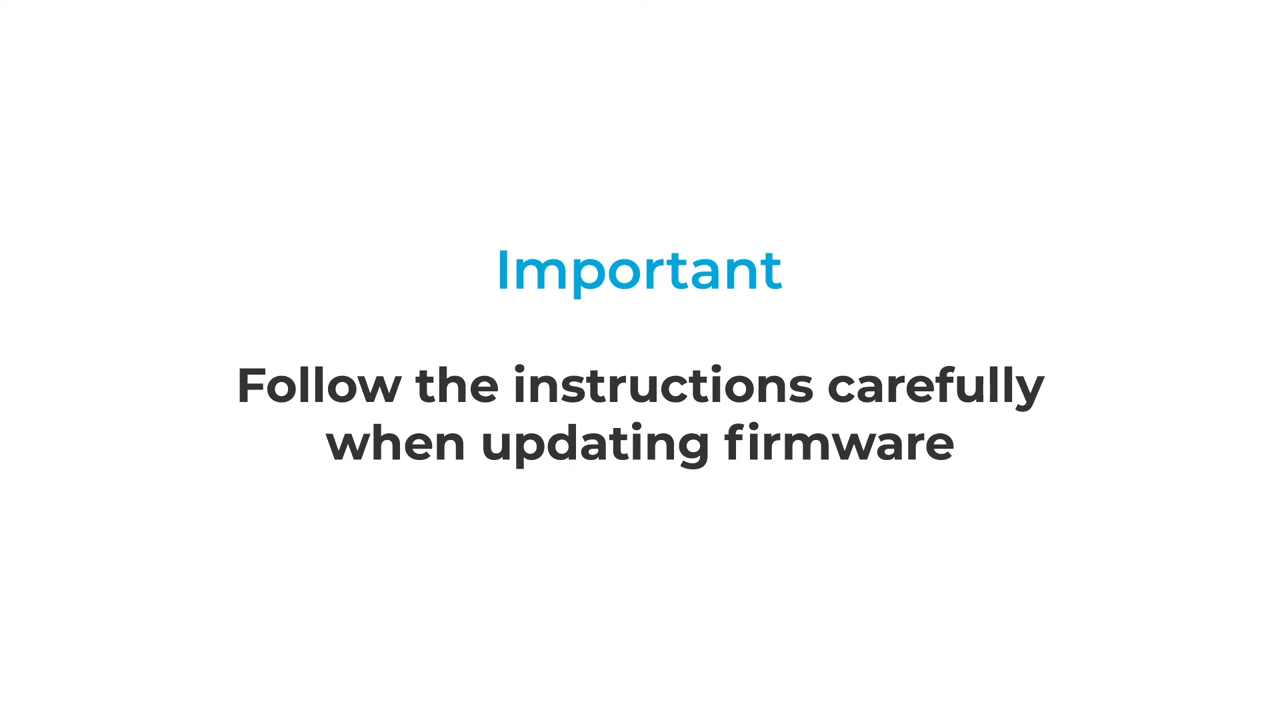 Important
Follow the instructions carefully
when updating firmware